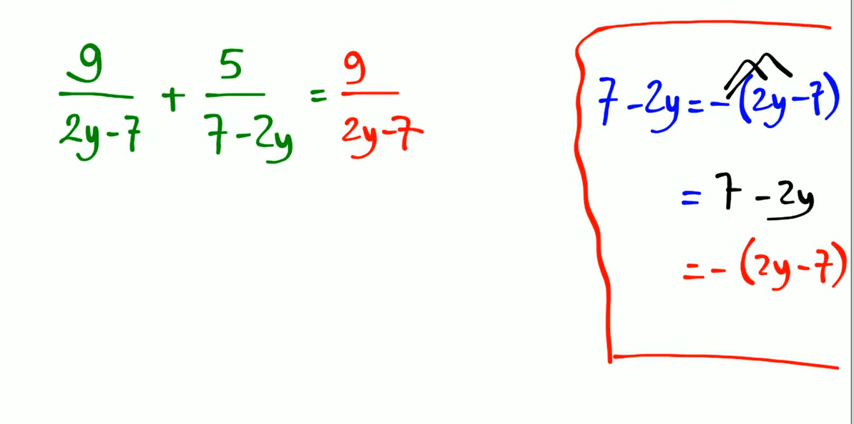 9/(2y-7) + 5/(7-2y) = 9/(2y-7)
7-2y = -(2y-7)
= 7-2y
= -(2y-7)